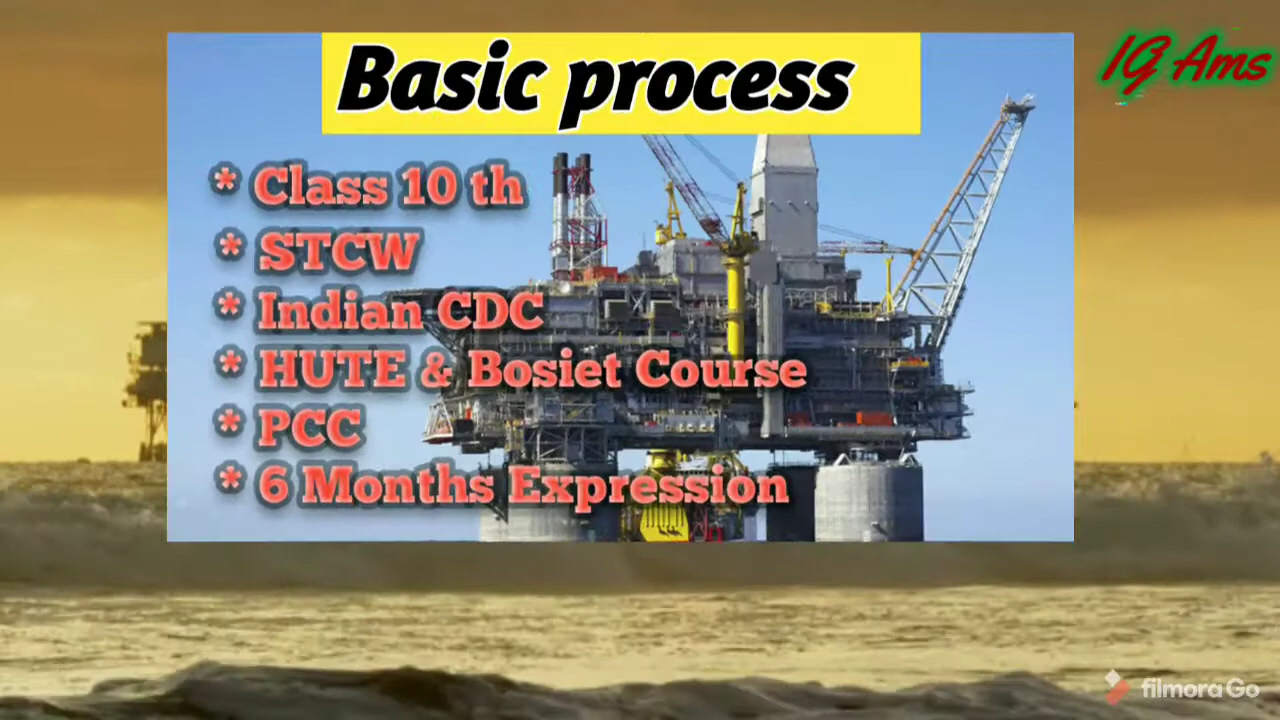 Basic process
IG Ams
* Class 10 th
* STCW
* Indian CDC
* HUTE & Bosiet Course
* PCC
* 6 Months Expression
filmoraGo